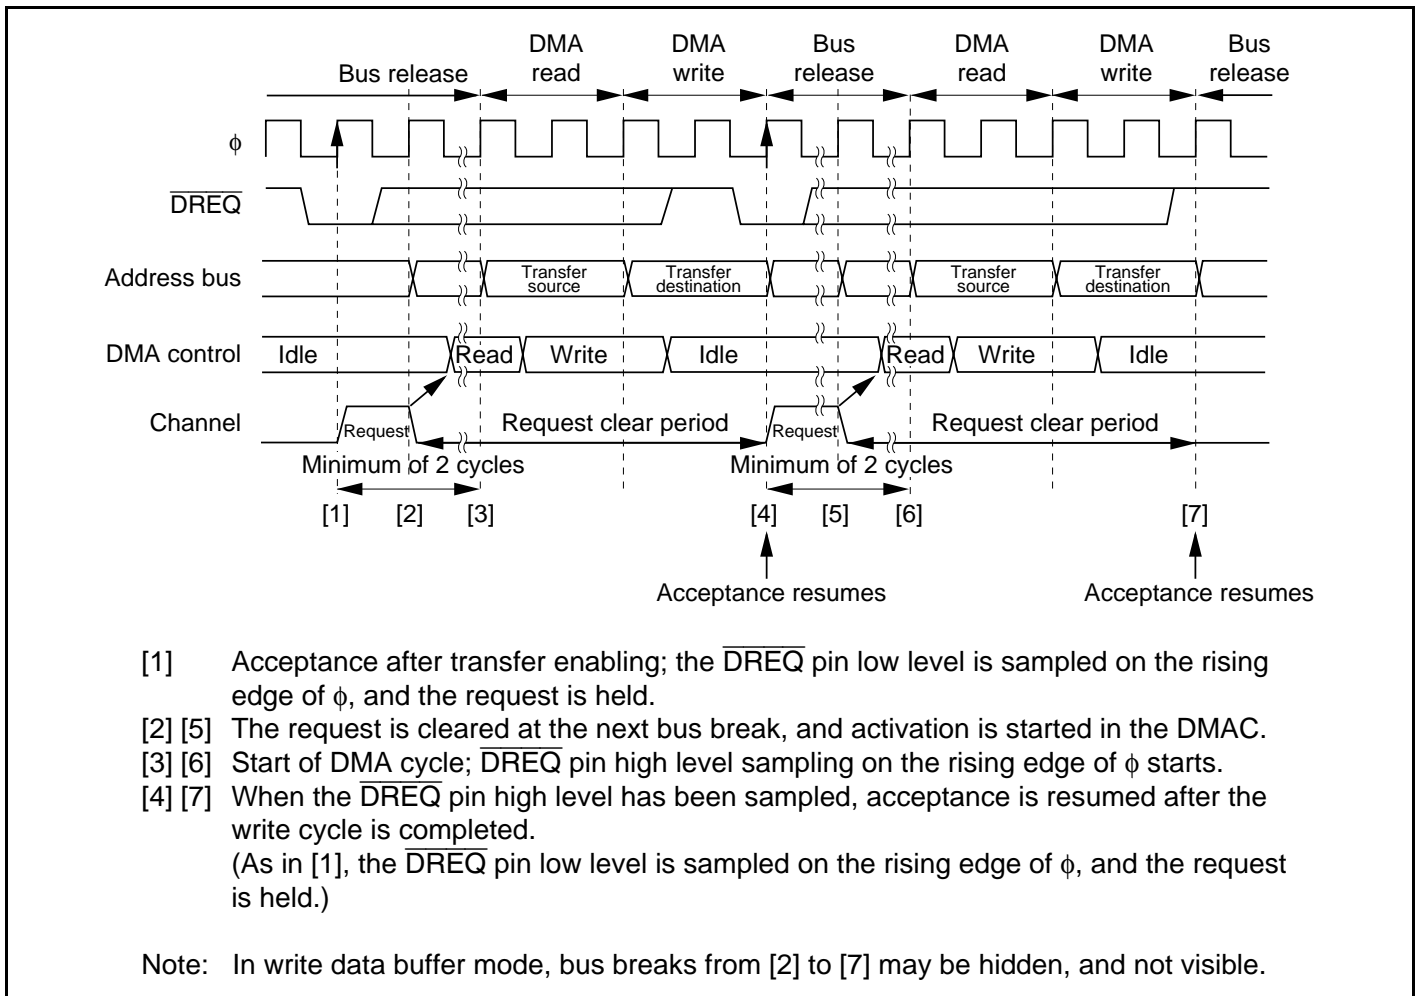 DMA DMA Bus DMA DMA Bus
Bus release read write release read write release
φ
DREQ
Address bus Transfer source Transfer destination Transfer source Transfer destination
DMA control Idle Read Write Idle Read Write Idle
Channel Request Request clear period Request Request clear period
Minimum of 2 cycles Minimum of 2 cycles
[1] [2] [3] [4] [5] [6] [7]
Acceptance resumes Acceptance resumes
[1] Acceptance after transfer enabling; the DREQ pin low level is sampled on the rising
edge of φ, and the request is held.
[2] [5] The request is cleared at the next bus break, and activation is started in the DMAC.
[3] [6] Start of DMA cycle; DREQ pin high level sampling on the rising edge of φ starts.
[4] [7] When the DREQ pin high level has been sampled, acceptance is resumed after the
write cycle is completed.
(As in [1], the DREQ pin low level is sampled on the rising edge of φ, and the request
is held.)
Note: In write data buffer mode, bus breaks from [2] to [7] may be hidden, and not visible.